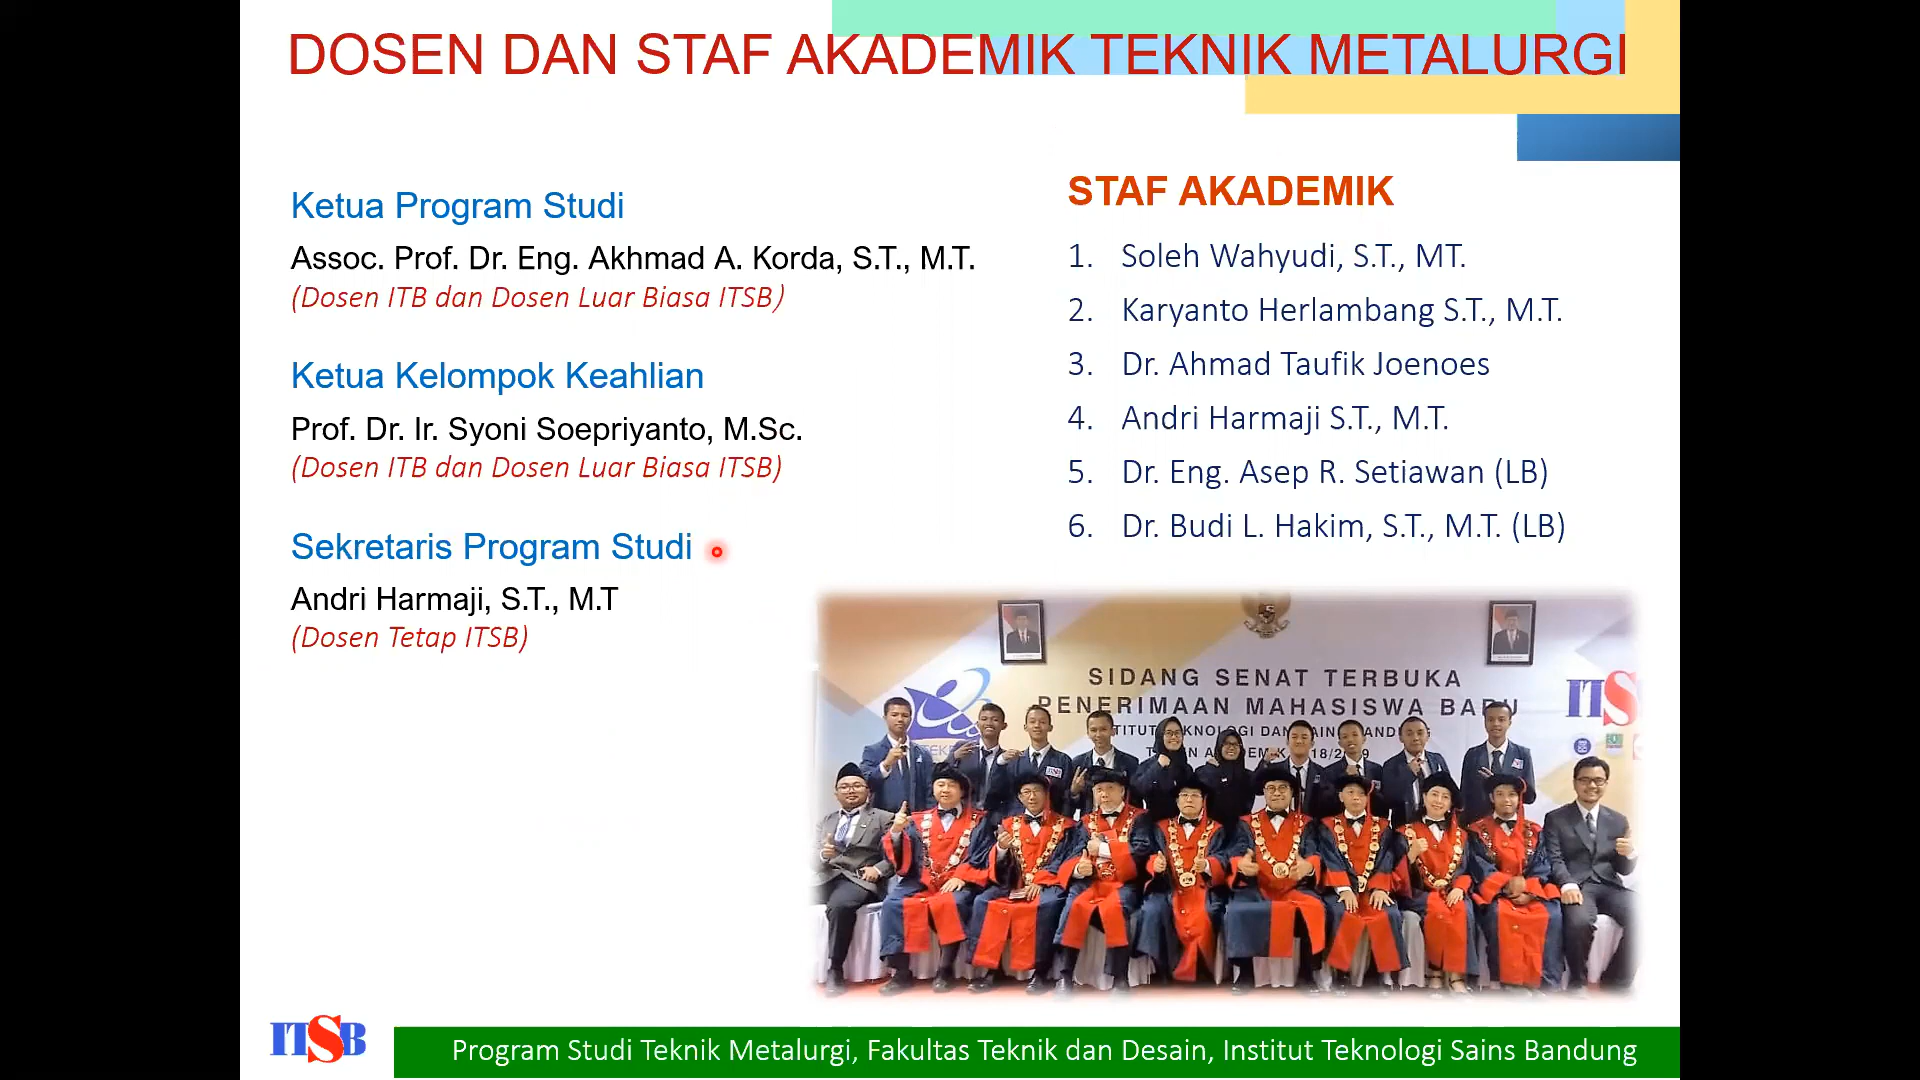 DOSEN DAN STAF AKADEMIK TEKNIK METALURGI
Ketua Program Studi
Assoc. Prof. Dr. Eng. Akhmad A. Korda, S.T., M.T.
(Dosen ITB dan Dosen Luar Biasa ITSB)
Ketua Kelompok Keahlian
Prof. Dr. Ir. Syoni Soepriyanto, M.Sc.
(Dosen ITB dan Dosen Luar Biasa ITSB)
Sekretaris Program Studi
Andri Harmaji, S.T., M.T
(Dosen Tetap ITSB)
STAF AKADEMIK
1. Soleh Wahyudi, S.T., MT.
2. Karyanto Herlambang S.T., M.T.
3. Dr. Ahmad Taufik Joenoes
4. Andri Harmaji S.T., M.T.
5. Dr. Eng. Asep R. Setiawan (LB)
6. Dr. Budi L. Hakim, S.T., M.T. (LB)
SIDANG SENAT TERBUKA
PENERIMAAN MAHASISWA
ITSB
Program Studi Teknik Metalurgi, Fakultas Teknik dan Desain, Institut Teknologi Sains Bandung